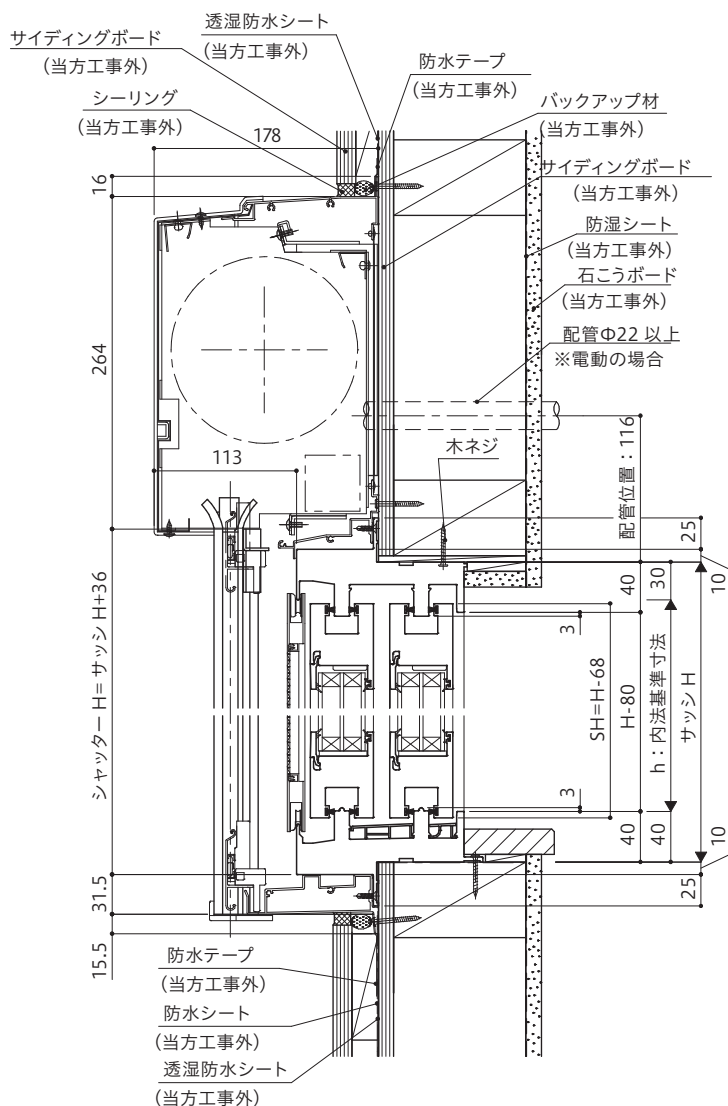 透湿防水シート
(当方工事外)
サイディングボード
(当方工事外)
防水テープ
(当方工事外)
シーリング
(当方工事外)
バックアップ材
(当方工事外)
178
16
サイディングボード
(当方工事外)
防湿シート
(当方工事外)
石こうボード
(当方工事外)
配管Φ22 以上
※電動の場合
264
木ネジ
113
配管位置：116
25
10
40
30
3
シャッター H= サッシ H+36
SH=H-68
H-80
h：内法基準寸法
サッシ H
3
40
40
10
25
31.5
15.5
防水テープ
(当方工事外)
防水シート
(当方工事外)
透湿防水シート
(当方工事外)